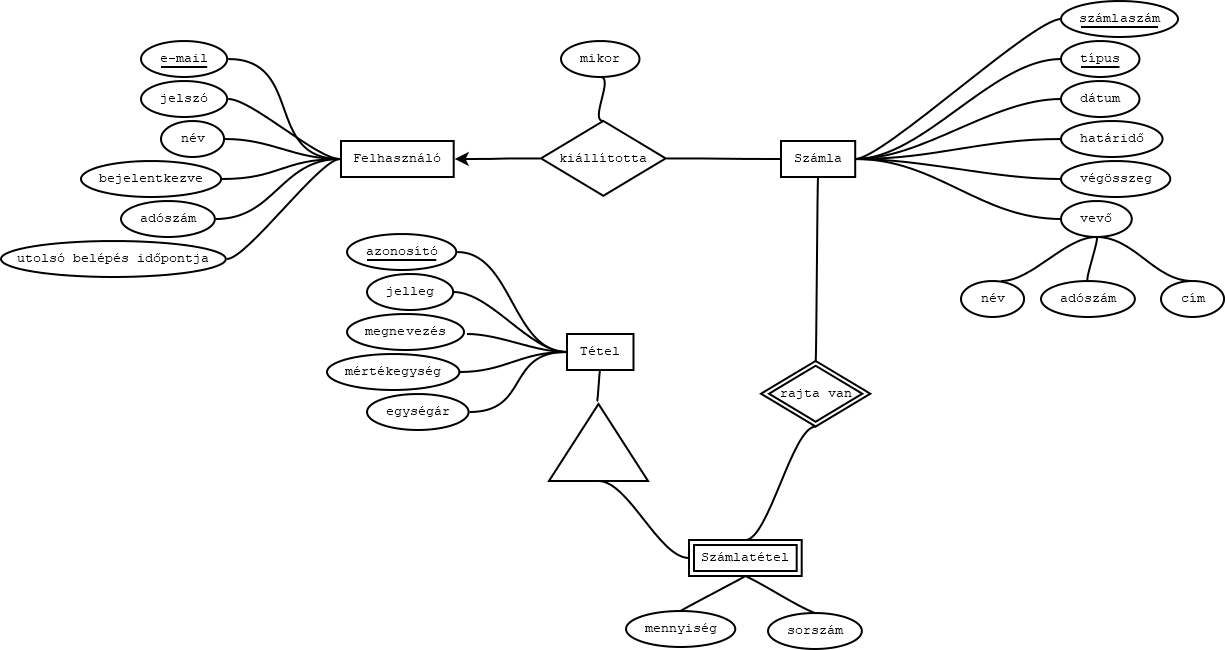 e-mail
jelszó
név
bejelentkezve
adószám
utolsó belépés időpontja
Felhasználó
mikor
kiállította
Számla
számlaszám
típus
dátum
határidő
végösszeg
vevő
név
adószám
cím
azonosító
jelleg
megnevezés
mértékegység
egységár
Tétel
rajta van
Számlatétel
mennyiség
sorszám